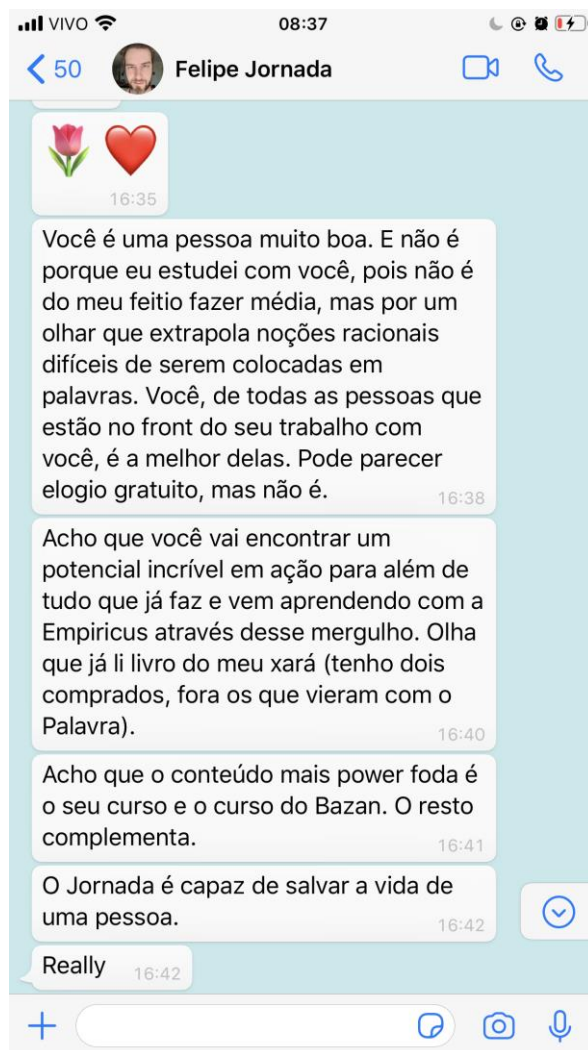 VIVO 08:37
50 Felipe Jornada
🌷 ❤️
16:35
Você é uma pessoa muito boa. E não é
porque eu estudei com você, pois não é
do meu feitio fazer média, mas por um
olhar que extrapola noções racionais
difíceis de serem colocadas em
palavras. Você, de todas as pessoas que
estão no front do seu trabalho com
você, é a melhor delas. Pode parecer
elogio gratuito, mas não é. 16:38
Acho que você vai encontrar um
potencial incrível em ação para além de
tudo que já faz e vem aprendendo com a
Empiricus através desse mergulho. Olha
que já li livro do meu xará (tenho dois
comprados, fora os que vieram com o
Palavra). 16:40
Acho que o conteúdo mais power foda é
o seu curso e o curso do Bazan. O resto
complementa. 16:41
O Jornada é capaz de salvar a vida de
uma pessoa. 16:42
Really 16:42